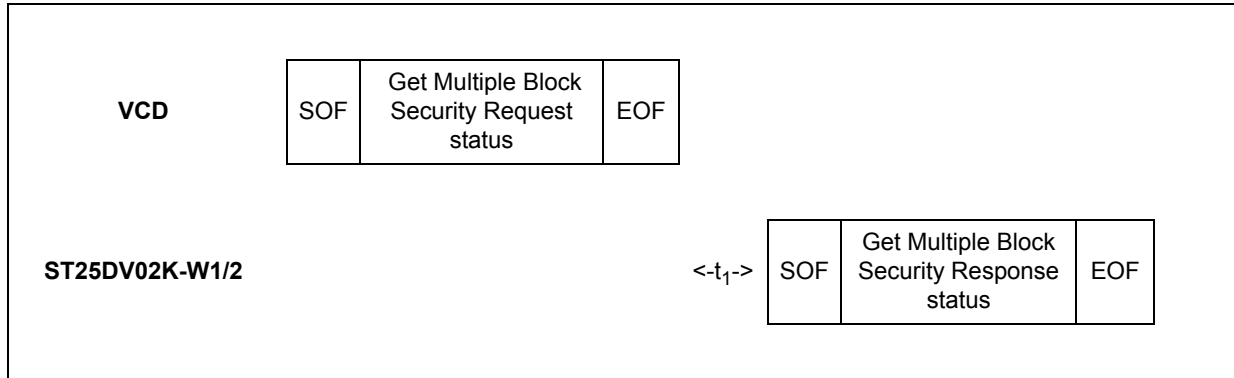 VCD
SOF
Get Multiple Block
Security Request
status
EOF
ST25DV02K-W1/2
<-t1->
SOF
Get Multiple Block
Security Response
status
EOF